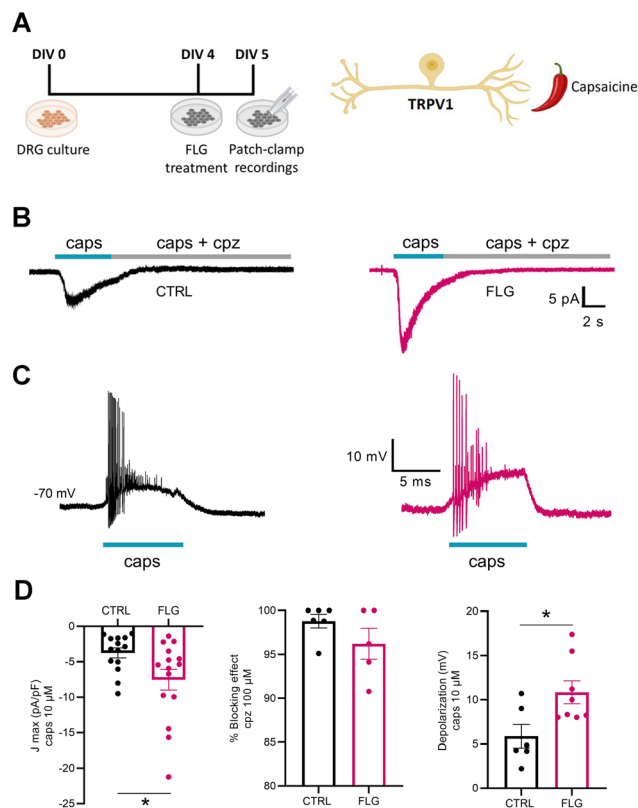 A
DIV 0
DIV 4
DIV 5
DRG culture
FLG
treatment
Patch-clamp
recordings
TRPV1
Capsaicine
B
caps
caps + cpz
CTRL
caps
caps + cpz
FLG
5 pA
2 s
C
-70 mV
caps
10 mV
5 ms
caps
D
CTRL
FLG
0
-5
-10
-15
-20
-25
J max (pA/pF)
caps 10 µM
*
100
95
90
85
80
% Blocking effect
cpz 100 µM
CTRL
FLG
20
15
10
5
0
Depolarization (mV)
caps 10 µM
*
CTRL
FLG